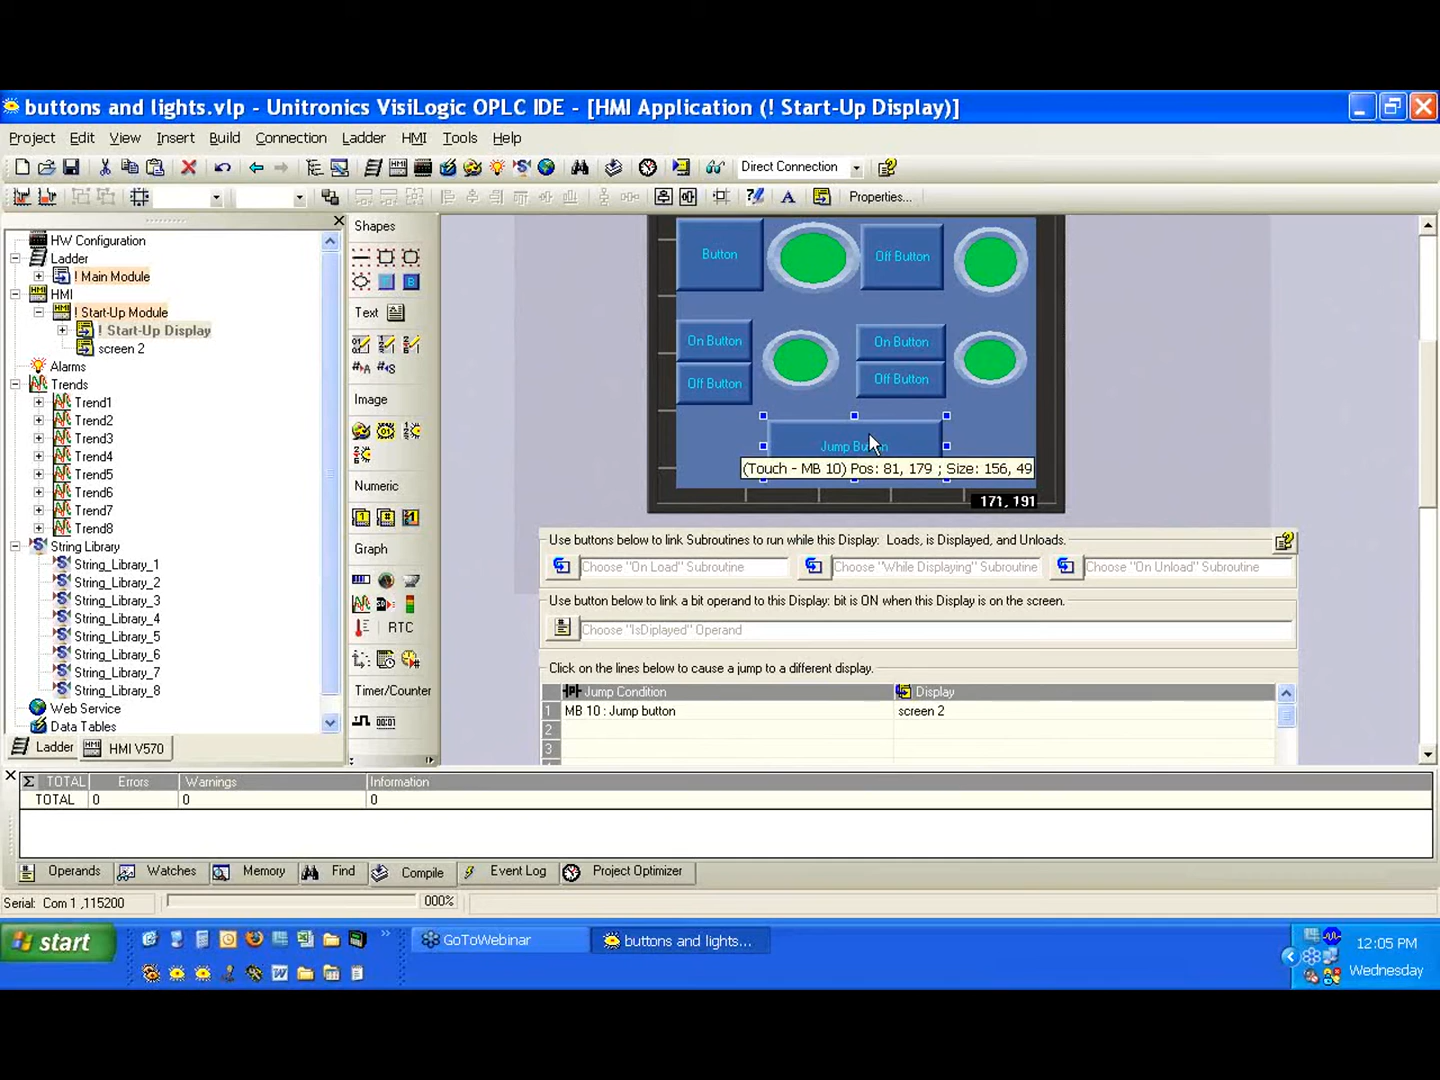 buttons and lights.vlp - Unitronics VisiLogic OPLC IDE - [HMI Application (! Start-Up Display)]
Project Edit View Insert Build Connection Ladder HMI Tools Help
Direct Connection
Properties...
HW Configuration
Ladder
! Main Module
HMI
! Start-Up Module
! Start-Up Display
screen 2
Alarms
Trends
Trend1
Trend2
Trend3
Trend4
Trend5
Trend6
Trend7
Trend8
String Library
String_Library_1
String_Library_2
String_Library_3
String_Library_4
String_Library_5
String_Library_6
String_Library_7
String_Library_8
Web Service
Data Tables
Ladder HMI V570
Shapes
Text
Image
Numeric
Graph
RTC
Timer/Counter
Button Off Button
On Button On Button
Off Button Off Button
Jump
(Touch - MB 10) Pos: 81, 179 ; Size: 156, 49
171, 191
Use buttons below to link Subroutines to run while this Display: Loads, is Displayed, and Unloads.
Choose "On Load" Subroutine Choose "While Displaying" Subroutine Choose "On Unload" Subroutine
Use button below to link a bit operand to this Display: bit is ON when this Display is on the screen.
Choose "IsDiplayed" Operand
Click on the lines below to cause a jump to a different display.
Jump Condition Display
1 MB 10 : Jump button screen 2
2
3
TOTAL Errors Warnings Information
TOTAL 0 0 0
Operands Watches Memory Find Compile Event Log Project Optimizer
Serial: Com 1 ,115200 000%
start GoToWebinar buttons and lights... 12:05 PM
Wednesday